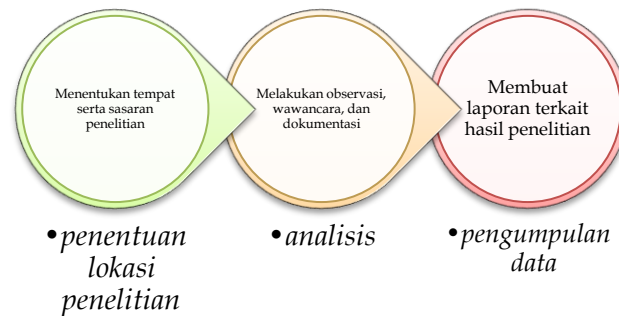 Menentukan tempat
serta sasaran
penelitian
Melakukan observasi,
wawancara, dan
dokumentasi
Membuat
laporan terkait
hasil penelitian
•penentuan
lokasi
penelitian
•analisis
•pengumpulan
data